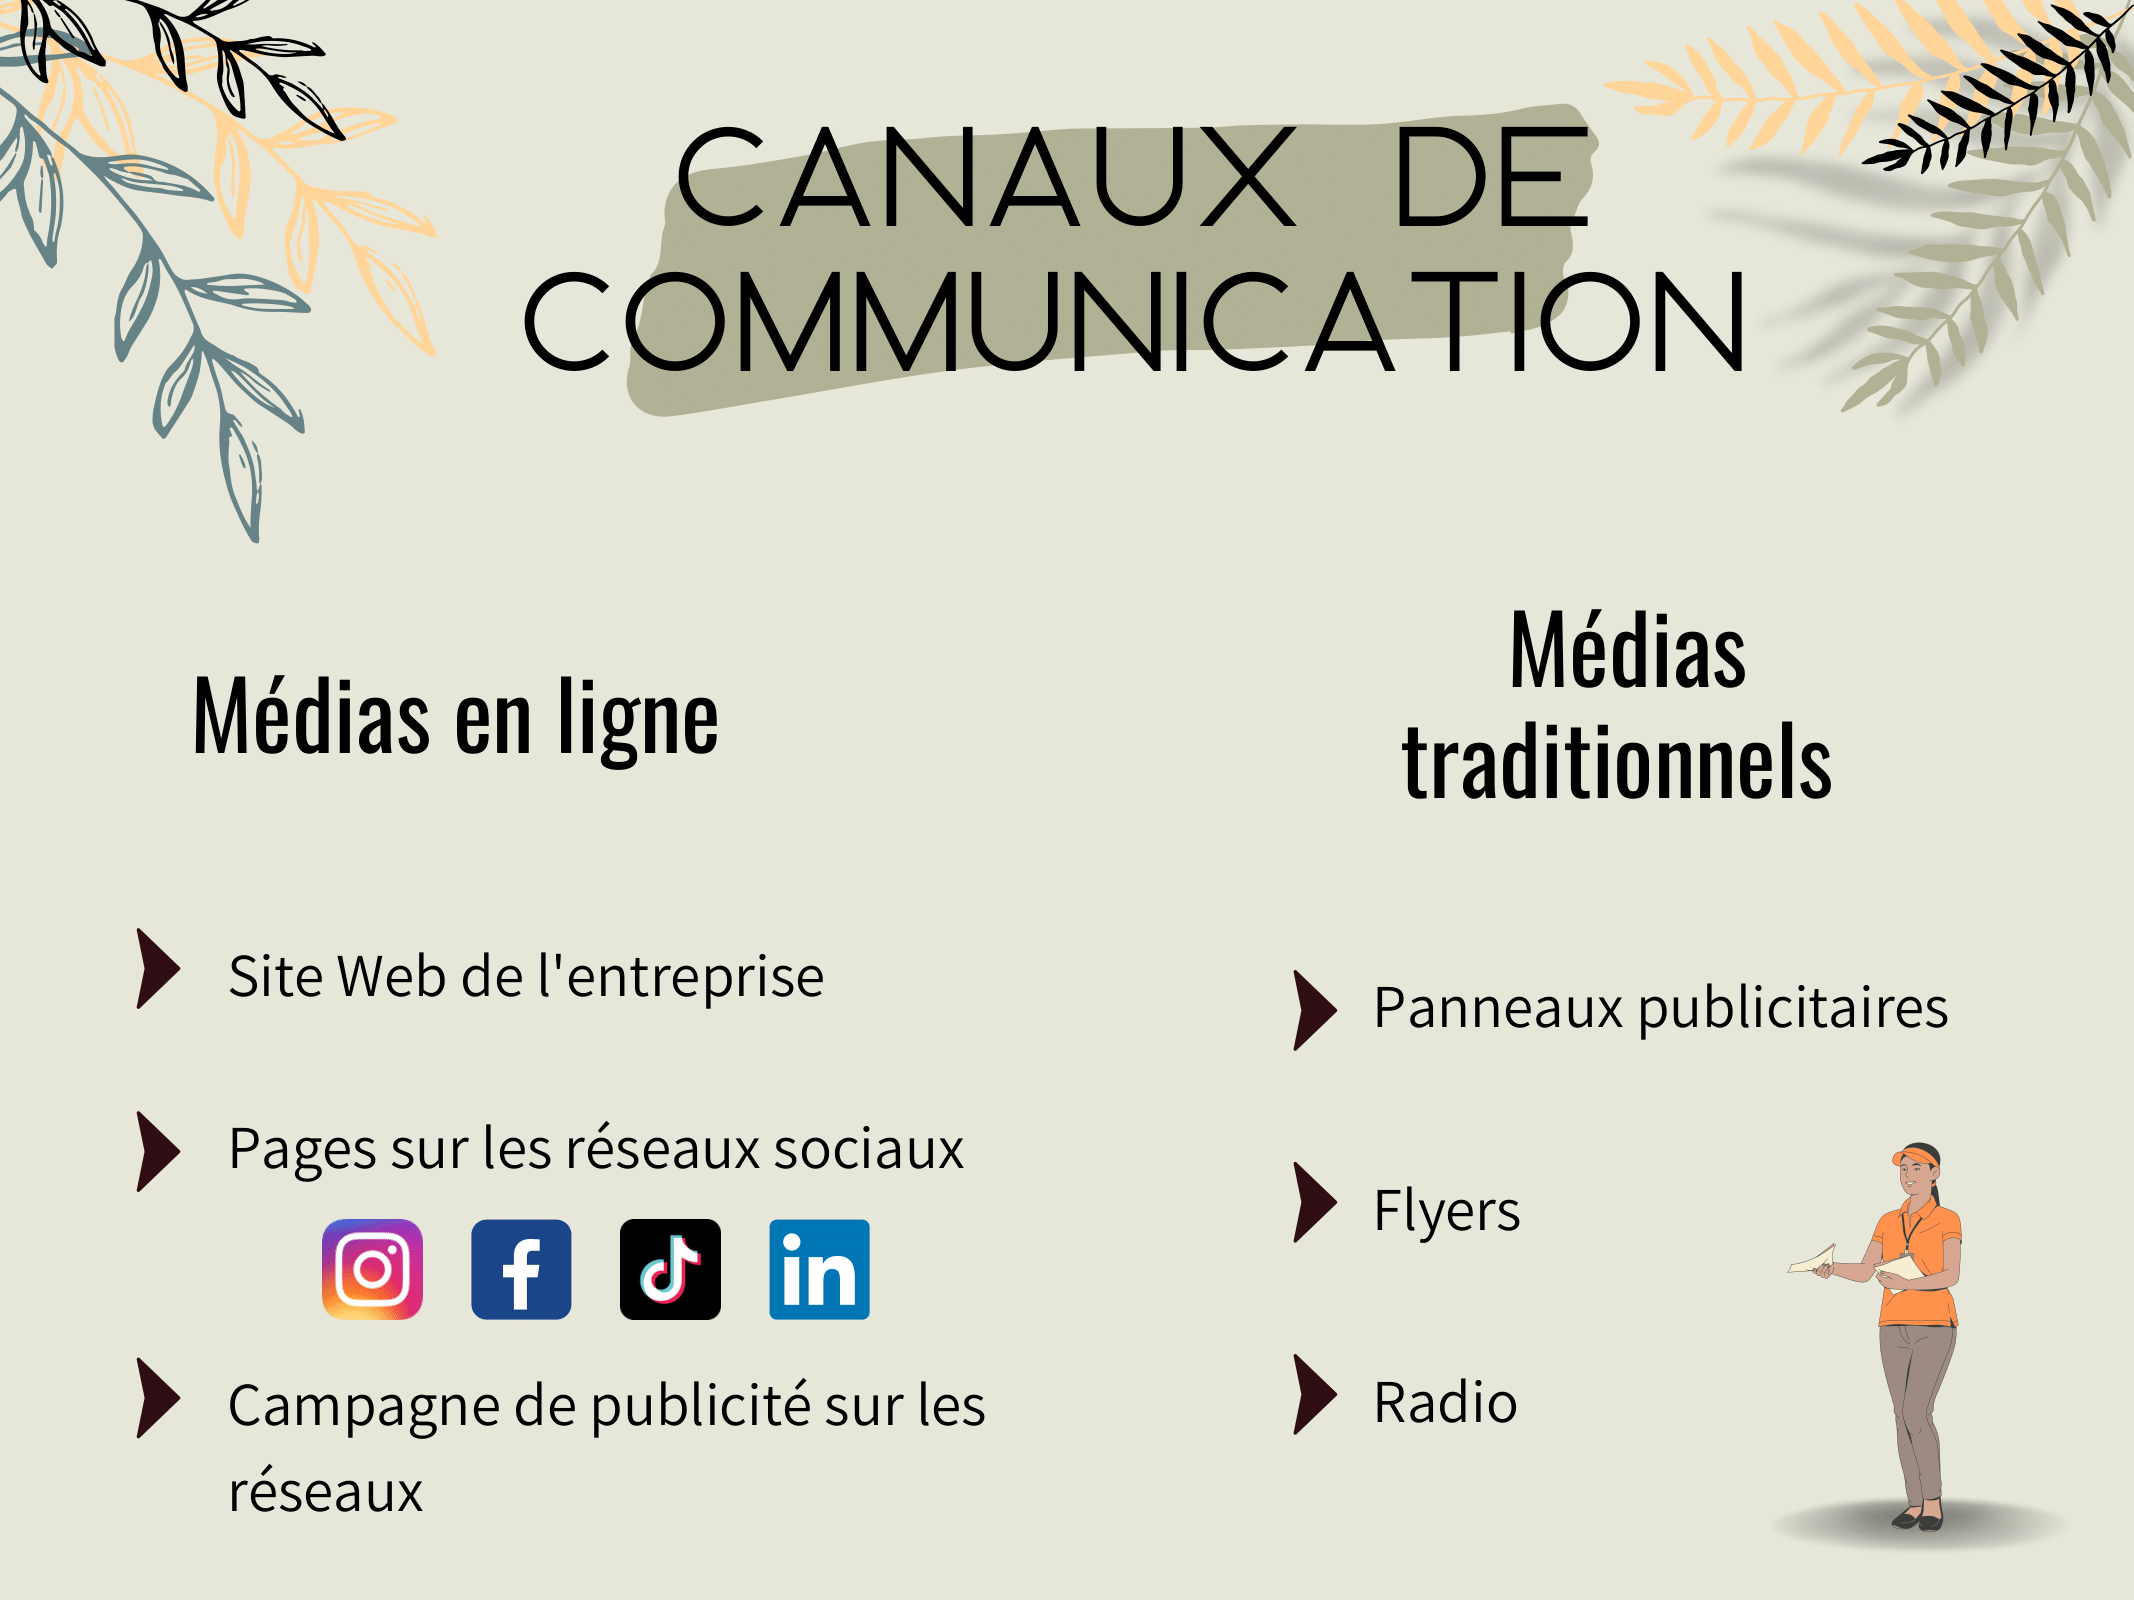 CANAUX DE
COMMUNICATION
Médias en ligne
Site Web de l'entreprise
Pages sur les réseaux sociaux
in
Campagne de publicité sur les
réseaux
Médias
traditionnels
Panneaux publicitaires
Flyers
Radio